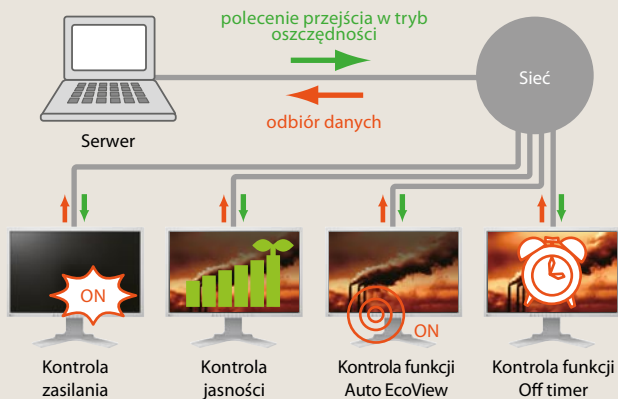 polecenie przejścia w tryb
oszczędności
Sieć
odbiór danych
Serwer
ON
ON
Kontrola
zasilania
Kontrola
jasności
Kontrola funkcji
Auto EcoView
Kontrola funkcji
Off timer